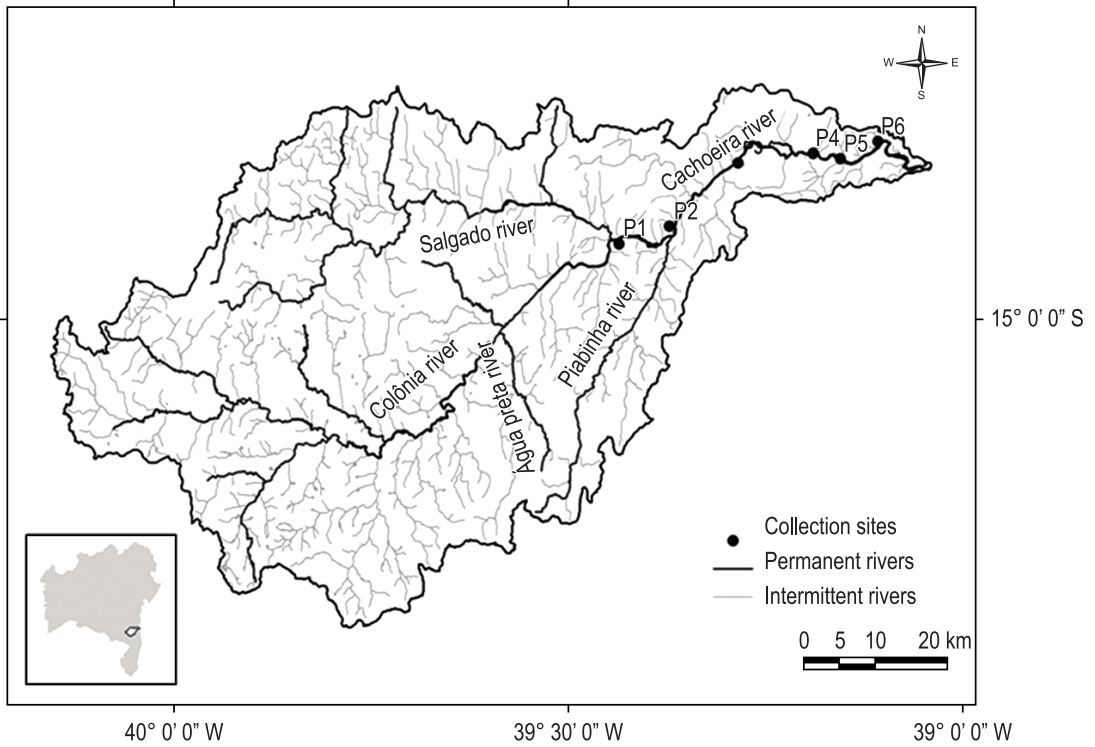 N
W E
S
Cachoeira river
P4
P5
P6
P2
P1
Salgado river
15° 0' 0" S
Piabinha river
Colônia river
Água preta river
Collection sites
Permanent rivers
Intermittent rivers
0 5 10 20 km
40° 0' 0" W
39° 30' 0" W
39° 0' 0" W